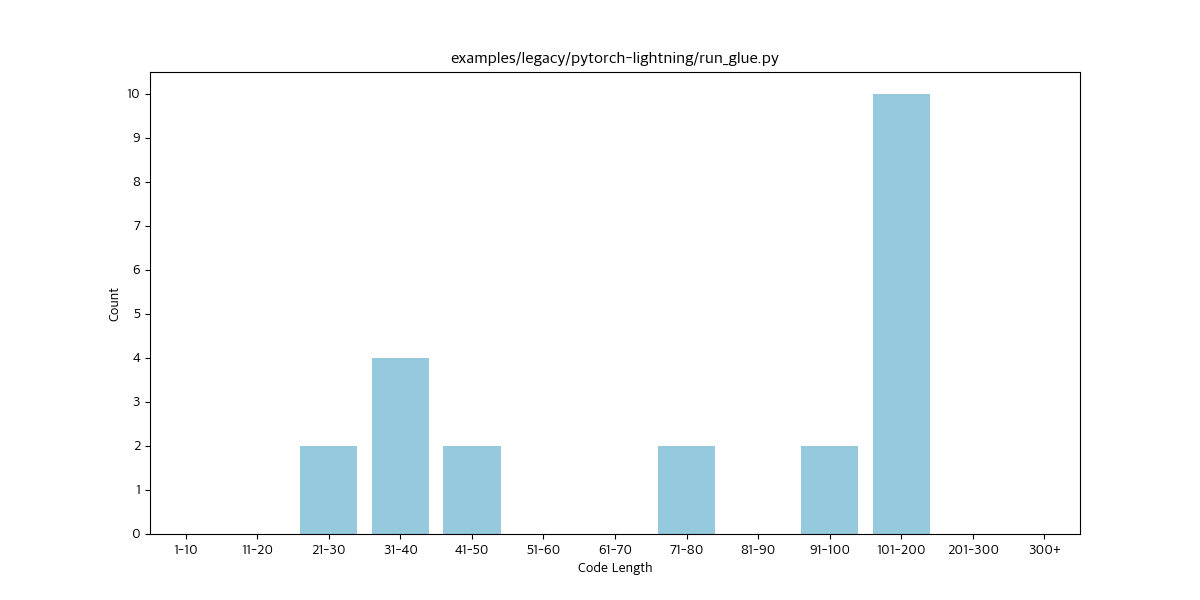 examples/legacy/pytorch-lightning/run_glue.py
10
9
8
7
6
5
4
3
2
1
0
Count
1-10 11-20 21-30 31-40 41-50 51-60 61-70 71-80 81-90 91-100 101-200 201-300 300+
Code Length